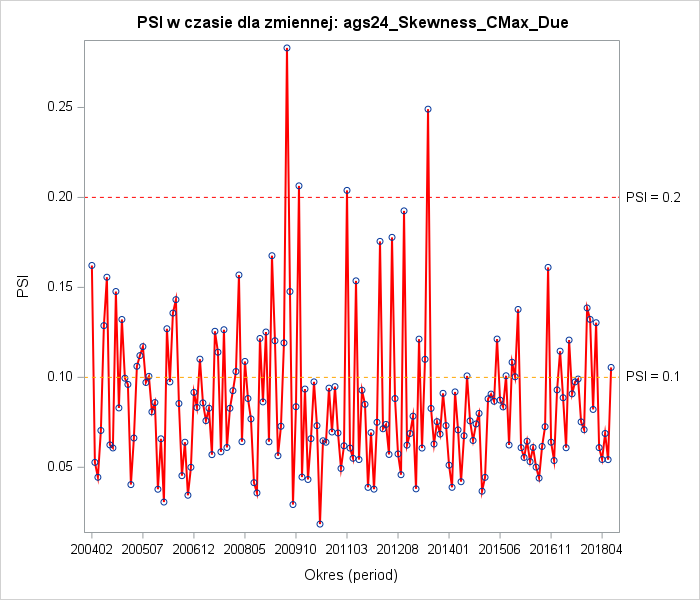 PSI w czasie dla zmiennej: ags24_Skewness_CMax_Due
0.25
0.20
0.15
0.10
0.05
PSI
PSI = 0.2
PSI = 0.1
200402 200507 200612 200805 200910 201103 201208 201401 201506 201611 201804
Okres (period)